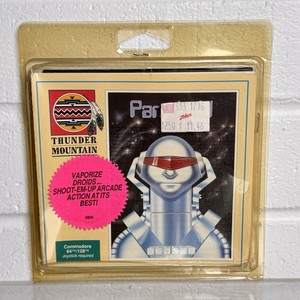 Par
THUNDER
MOUNTAIN
VAPORIZE
DROIDS...
SHOOT-EM-UP ARCADE
ACTION AT ITS
BEST!
Commodore
64™/128™
Joystick required